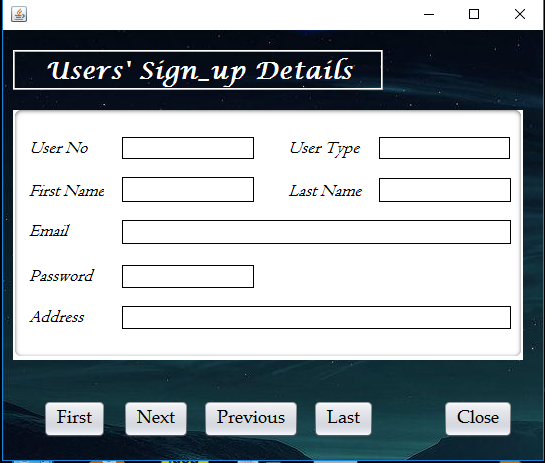 Users' Sign_up Details
User No User Type
First Name Last Name
Email
Password
Address
First Next Previous Last Close